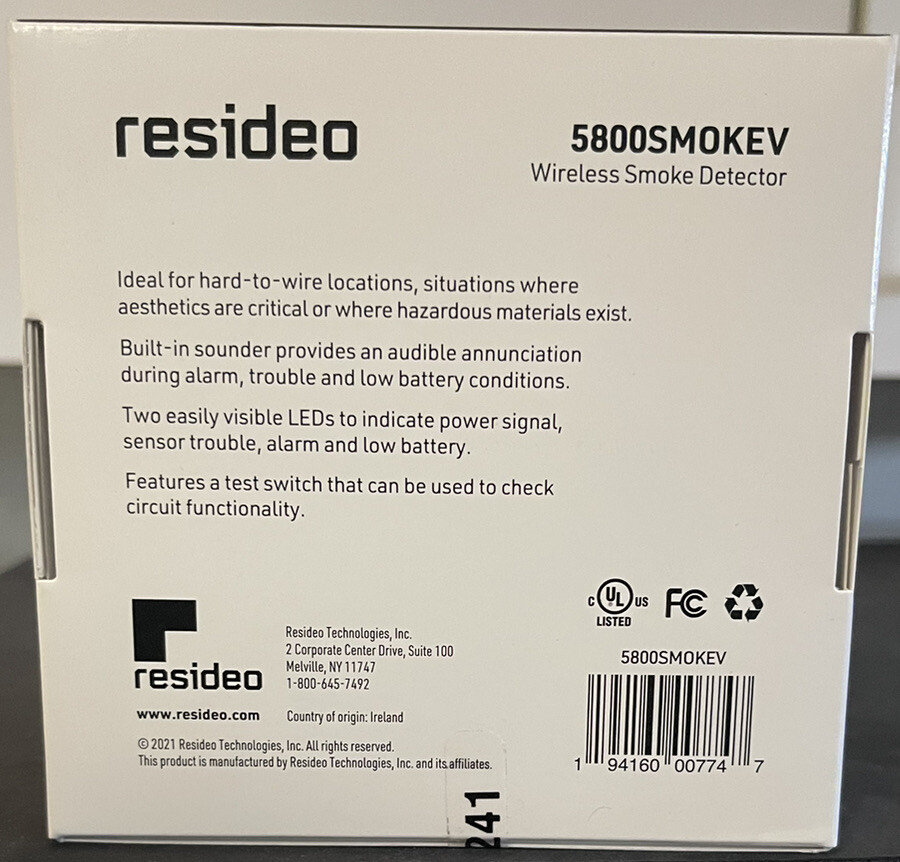 resideo
5800SMOKEV
Wireless Smoke Detector
Ideal for hard-to-wire locations, situations where
aesthetics are critical or where hazardous materials exist.
Built-in sounder provides an audible annunciation
during alarm, trouble and low battery conditions.
Two easily visible LEDs to indicate power signal,
sensor trouble, alarm and low battery.
Features a test switch that can be used to check
circuit functionality.
resideo
www.resideo.com
Resideo Technologies, Inc.
2 Corporate Center Drive, Suite 100
Melville, NY 11747
1-800-645-7492
Country of origin: Ireland
© 2021 Resideo Technologies, Inc. All rights reserved.
This product is manufactured by Resideo Technologies, Inc. and its affiliates.
C UL US FC
LISTED
5800SMOKEV
1 94160 00774 7
241